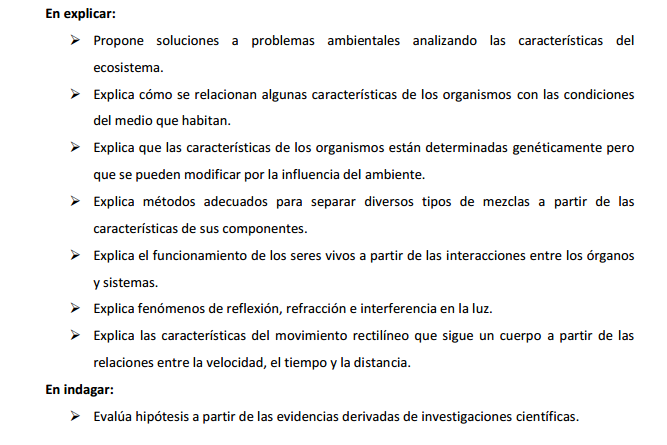 En explicar:
➢ Propone soluciones a problemas ambientales analizando las características del
ecosistema.
➢ Explica cómo se relacionan algunas características de los organismos con las condiciones
del medio que habitan.
➢ Explica que las características de los organismos están determinadas genéticamente pero
que se pueden modificar por la influencia del ambiente.
➢ Explica métodos adecuados para separar diversos tipos de mezclas a partir de las
características de sus componentes.
➢ Explica el funcionamiento de los seres vivos a partir de las interacciones entre los órganos
y sistemas.
➢ Explica fenómenos de reflexión, refracción e interferencia en la luz.
➢ Explica las características del movimiento rectilíneo que sigue un cuerpo a partir de las
relaciones entre la velocidad, el tiempo y la distancia.
En indagar:
➢ Evalúa hipótesis a partir de las evidencias derivadas de investigaciones científicas.